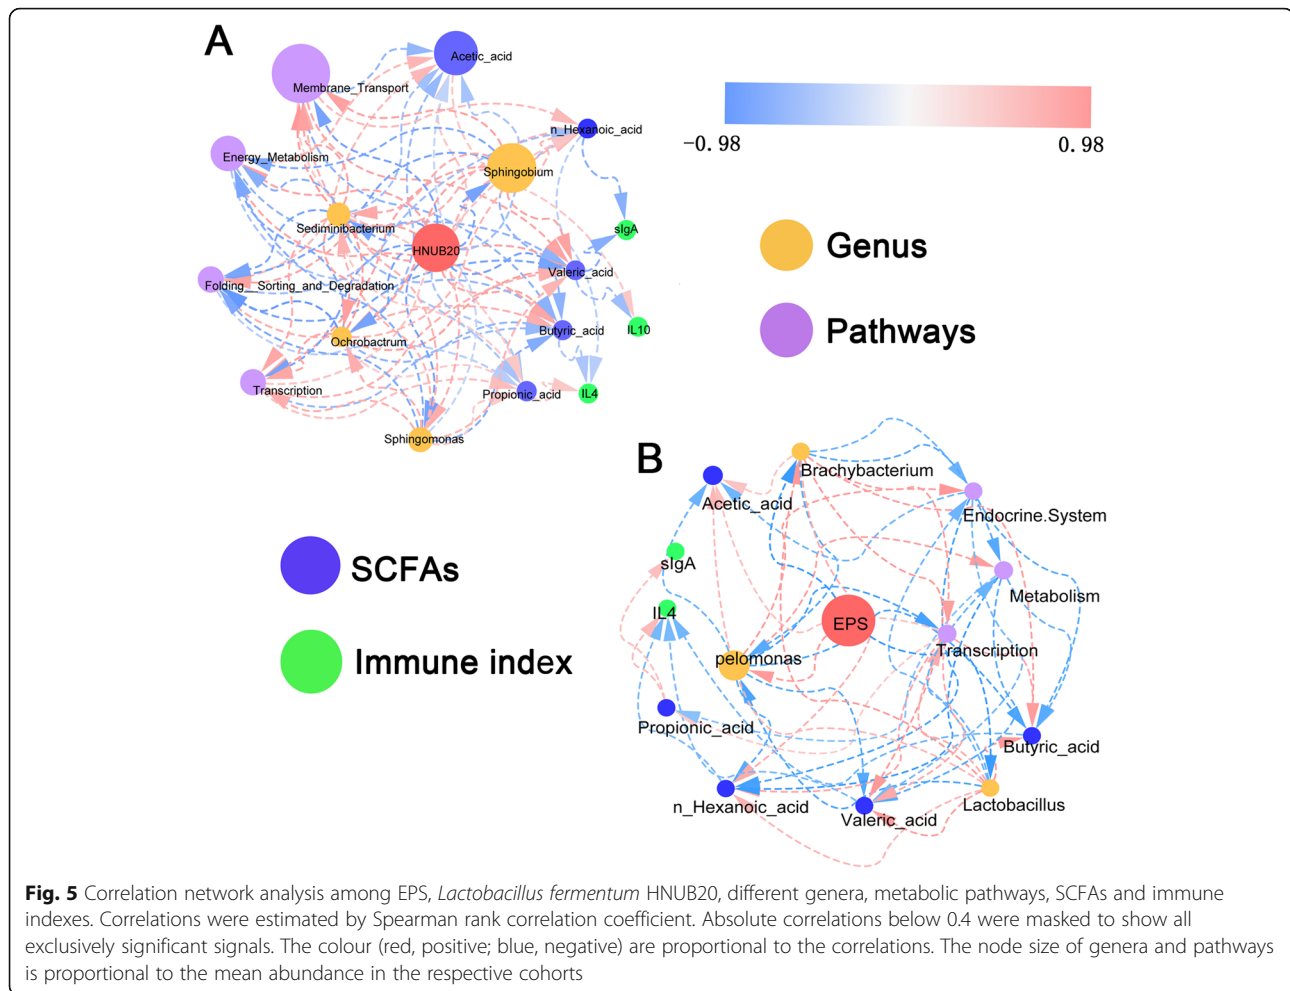 A
Acetic_acid
Membrane_Transport
n_Hexanoic_acid
Energy_Metabolism
Sphingobium
Sediminibacterium
sIgA
HNUB20
Valeric_acid
Folding__Sorting_and_Degradation
Butyric_acid
IL10
Ochrobactrum
Transcription
Propionic_acid
IL4
Sphingomonas
-0.98
0.98
Genus
Pathways
SCFAs
Immune index
B
Brachybacterium
Acetic_acid
Endocrine.System
sIgA
Metabolism
IL4
EPS
Transcription
pelomonas
Propionic_acid
Butyric_acid
n_Hexanoic_acid
Lactobacillus
Valeric_acid
Fig. 5 Correlation network analysis among EPS, Lactobacillus fermentum HNUB20, different genera, metabolic pathways, SCFAs and immune
indexes. Correlations were estimated by Spearman rank correlation coefficient. Absolute correlations below 0.4 were masked to show all
exclusively significant signals. The colour (red, positive; blue, negative) are proportional to the correlations. The node size of genera and pathways
is proportional to the mean abundance in the respective cohorts